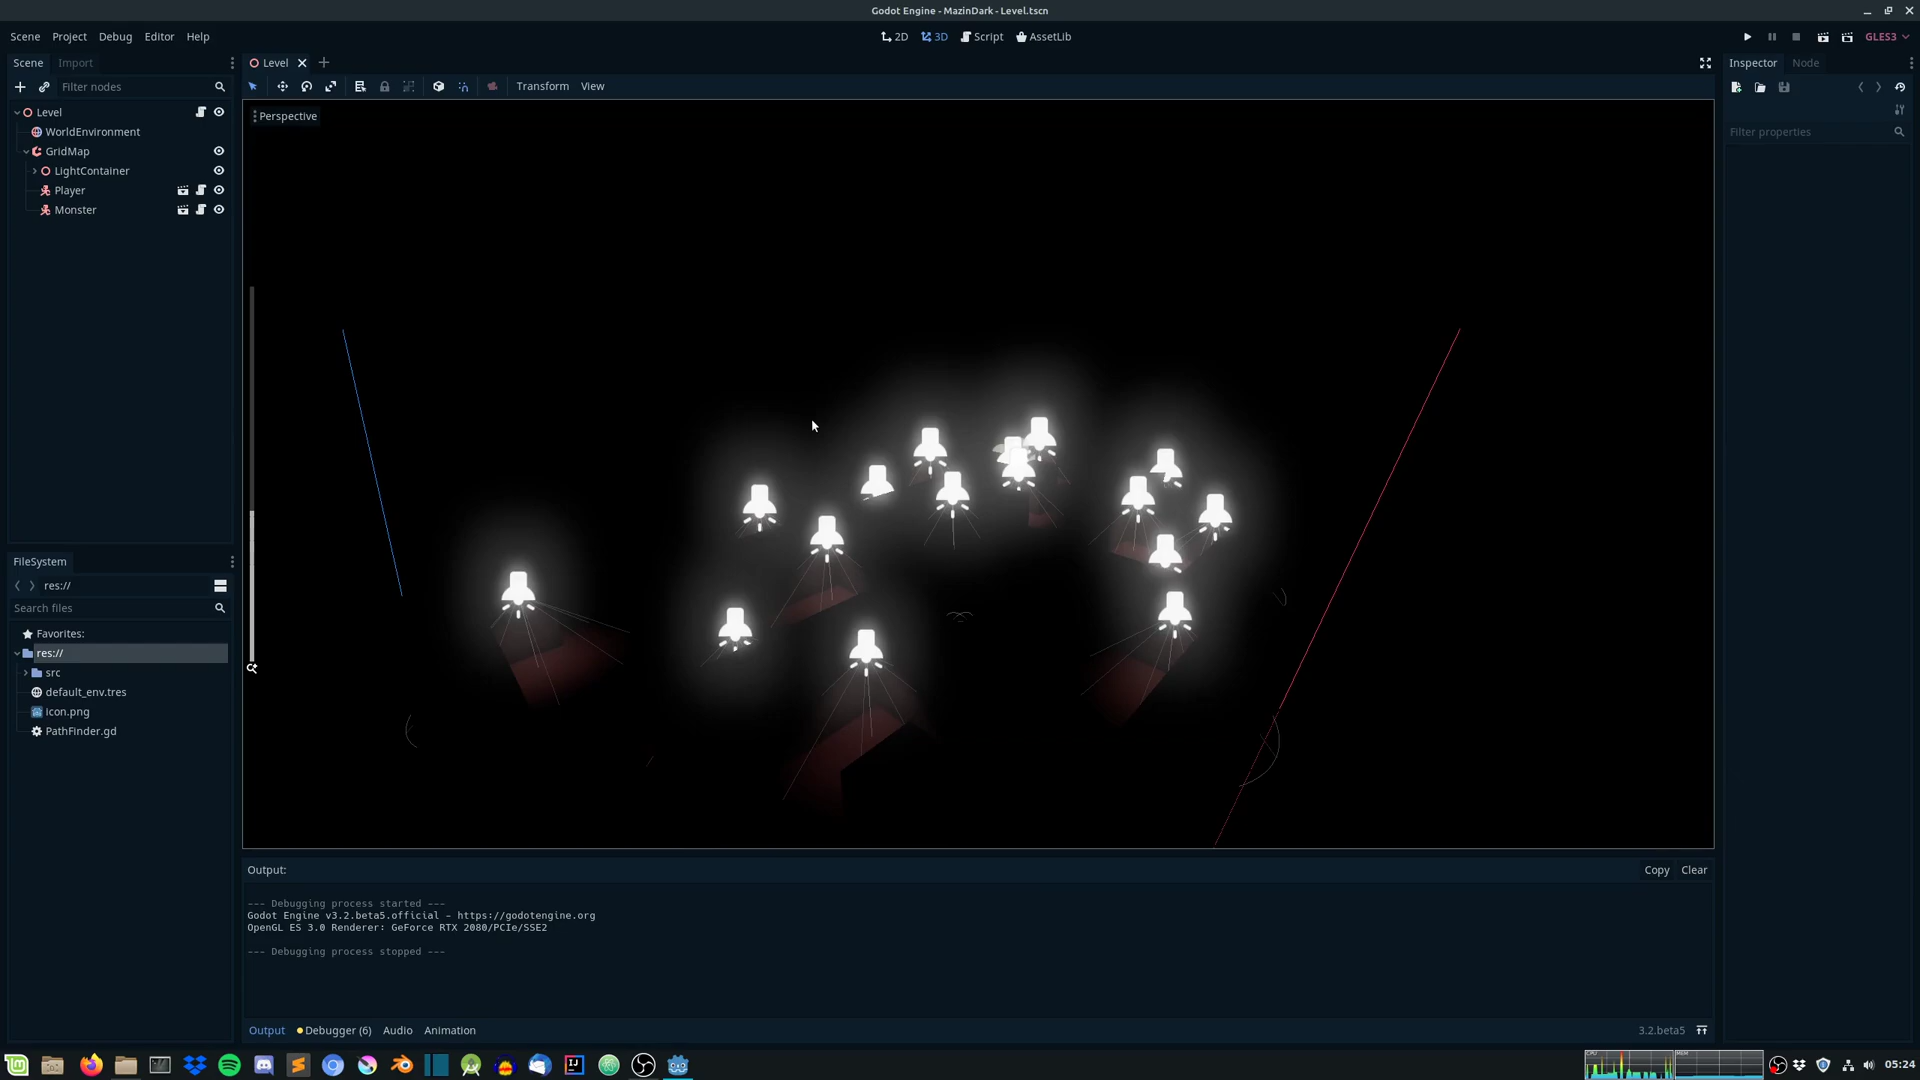 Godot Engine - MazinDark - Level.tscn
Scene Project Debug Editor Help
2D 3D Script AssetLib
GLES3
Scene Import
Level
Inspector Node
Filter nodes
Transform View
Level
WorldEnvironment
GridMap
LightContainer
Player
Monster
Perspective
Filter properties
FileSystem
res://
Search files
Favorites:
res://
src
default_env.tres
icon.png
PathFinder.gd
Output:
Copy Clear
--- Debugging process started ---
Godot Engine v3.2.beta5.official - https://godotengine.org
OpenGL ES 3.0 Renderer: GeForce RTX 2080/PCIe/SSE2
--- Debugging process stopped ---
Output Debugger (6) Audio Animation
3.2.beta5
CPU
MEM
05:24